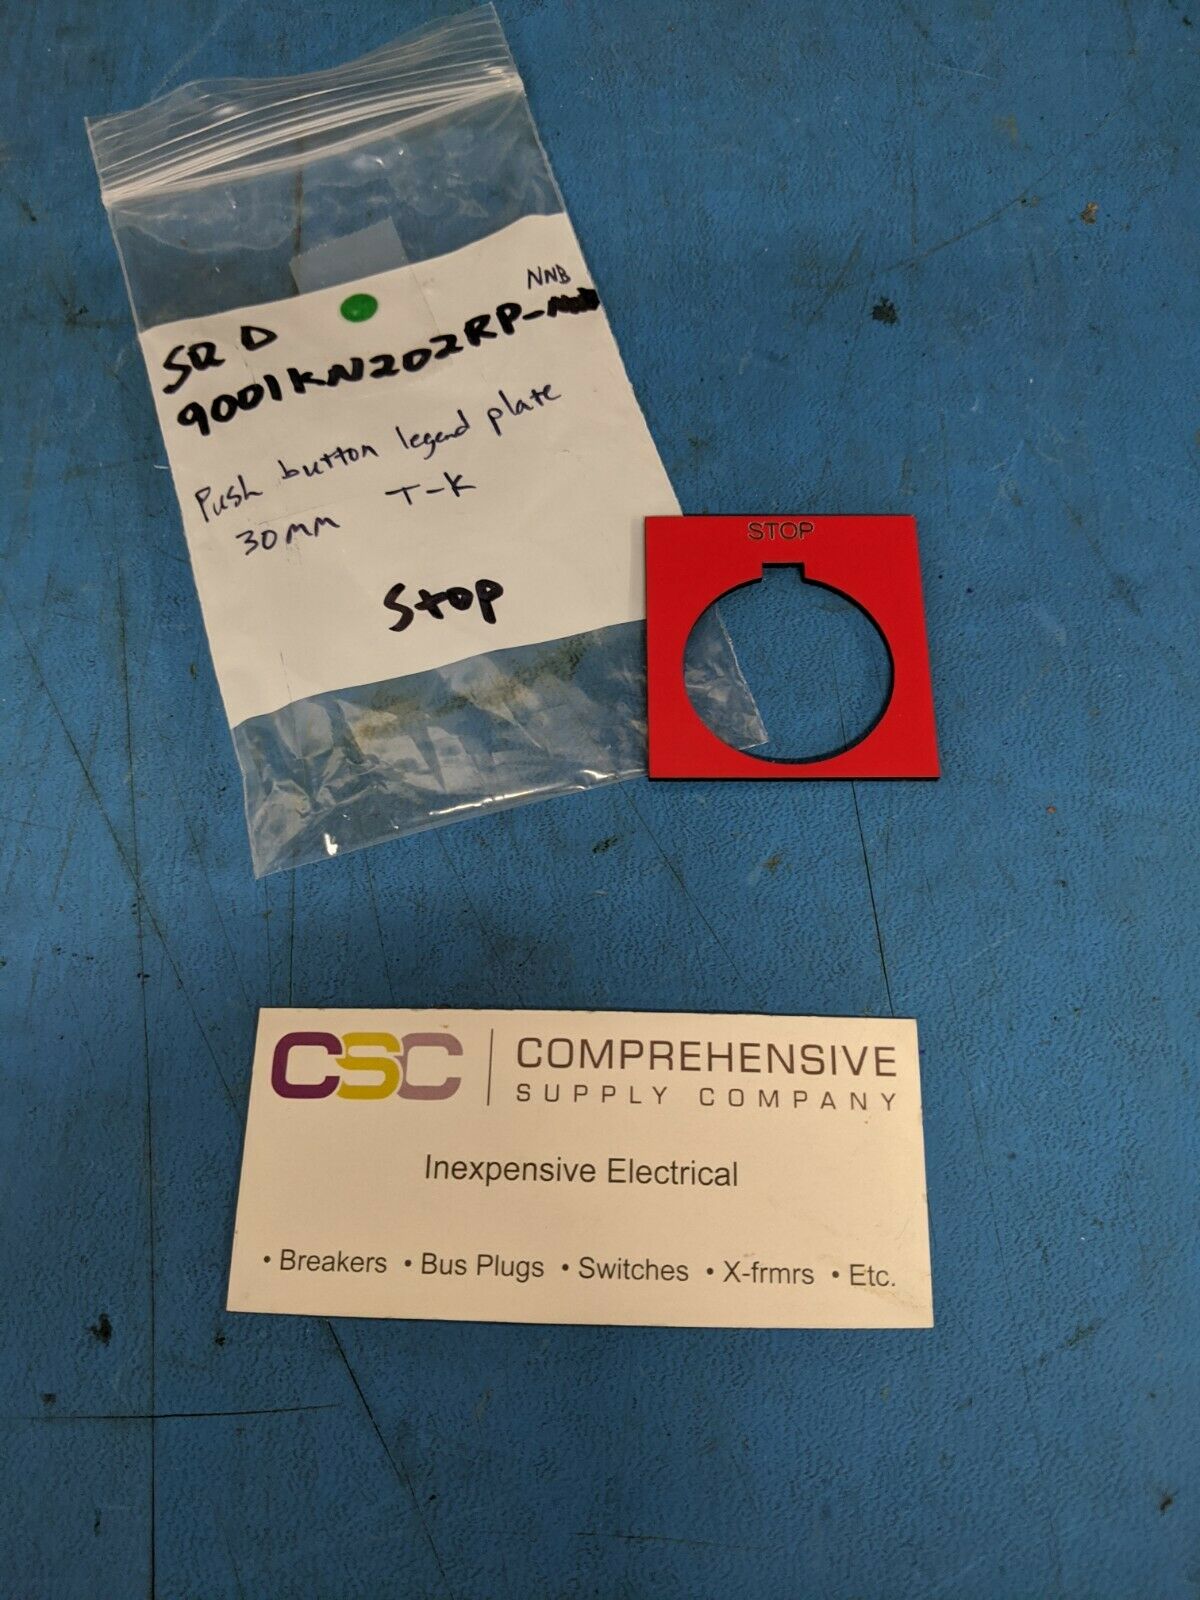 NNB
SQ D
9001KN202RP-
Push button legend plate
30mm T-K
Stop
STOP
CSC
COMPREHENSIVE
SUPPLY COMPANY
Inexpensive Electrical
• Breakers • Bus Plugs • Switches • X-frmrs • Etc.